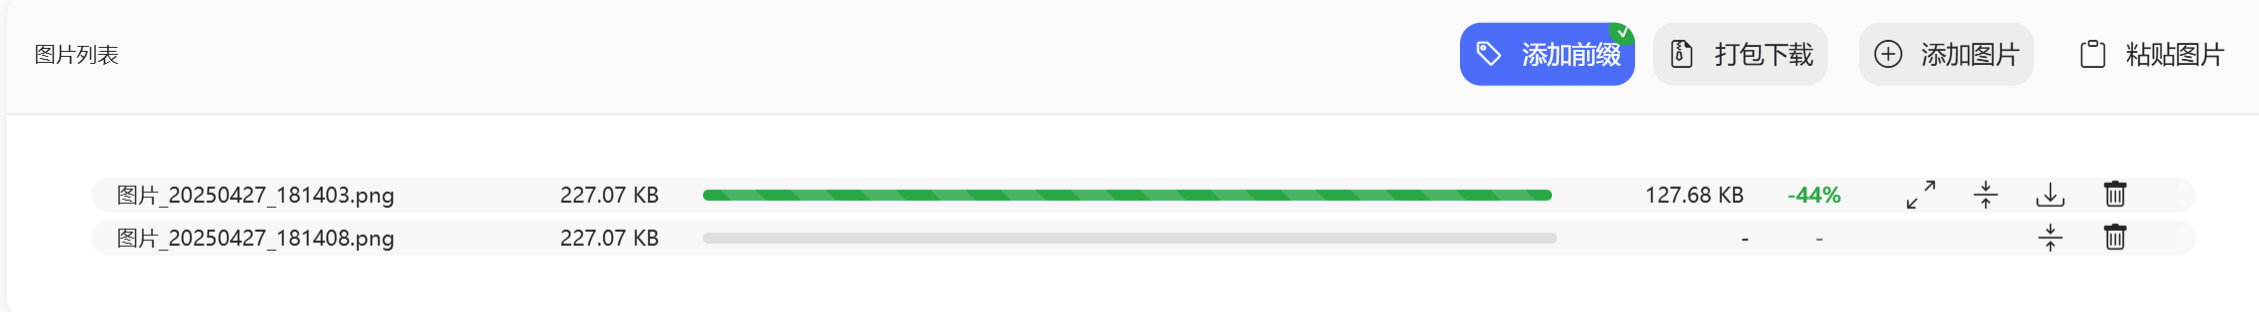 图片列表 添加前缀 打包下载 添加图片 粘贴图片
图片_20250427_181403.png 227.07 KB 127.68 KB -44%
图片_20250427_181408.png 227.07 KB - -